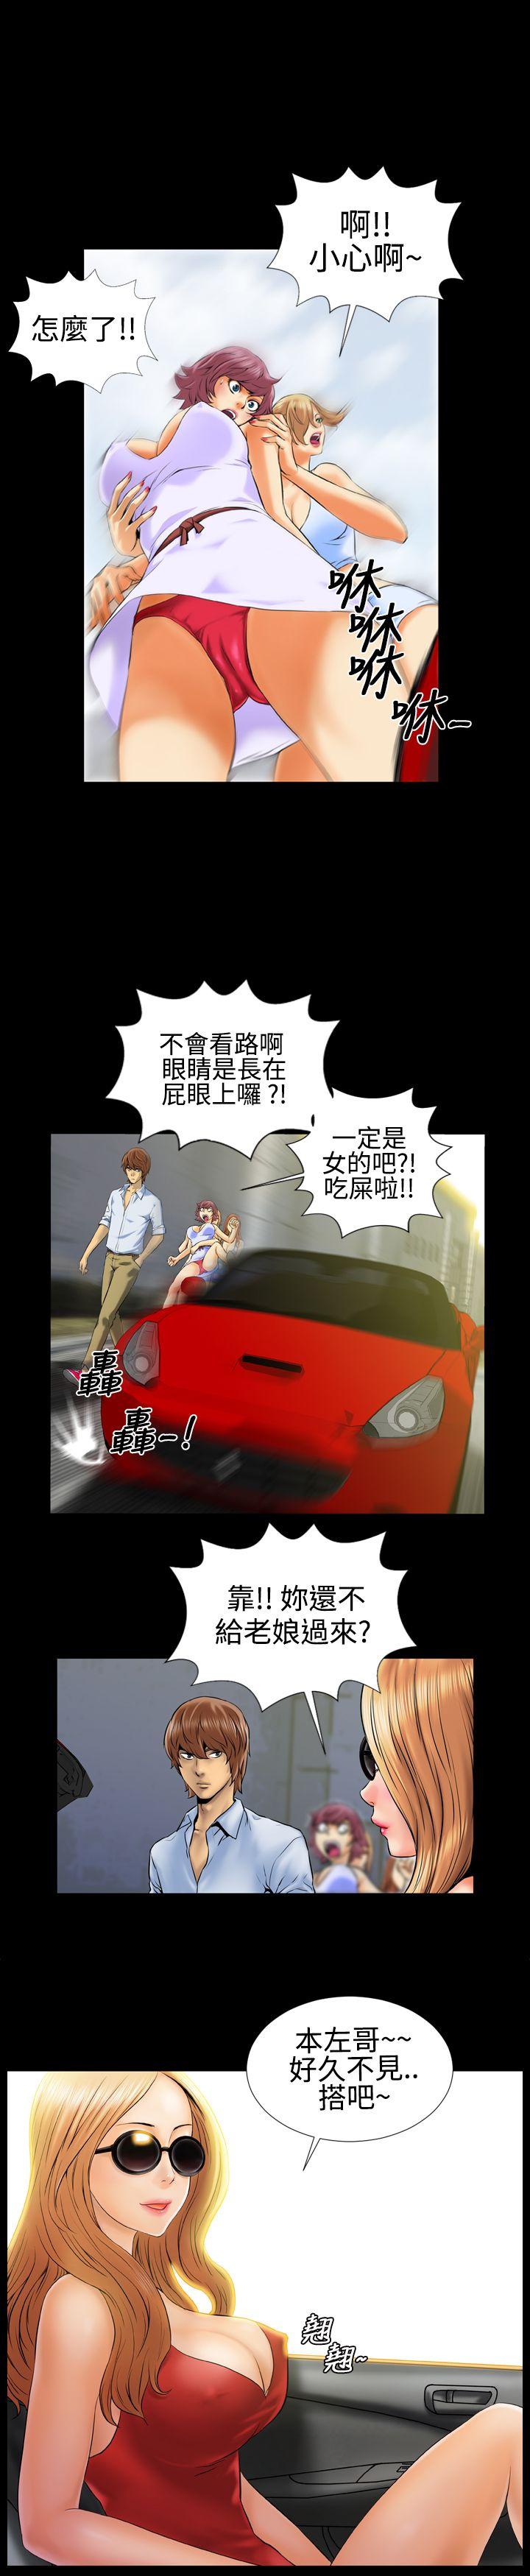 啊!!
小心啊~
怎麼了!!
咻
咻
咻
咻~
不會看路啊
眼睛是長在
屁眼上囉?!
一定是
女的吧?!
吃屎啦!!
轟
轟~!
靠!! 妳還不
給老娘過來?
本左哥~~
好久不見..
搭吧~
翹
翹~